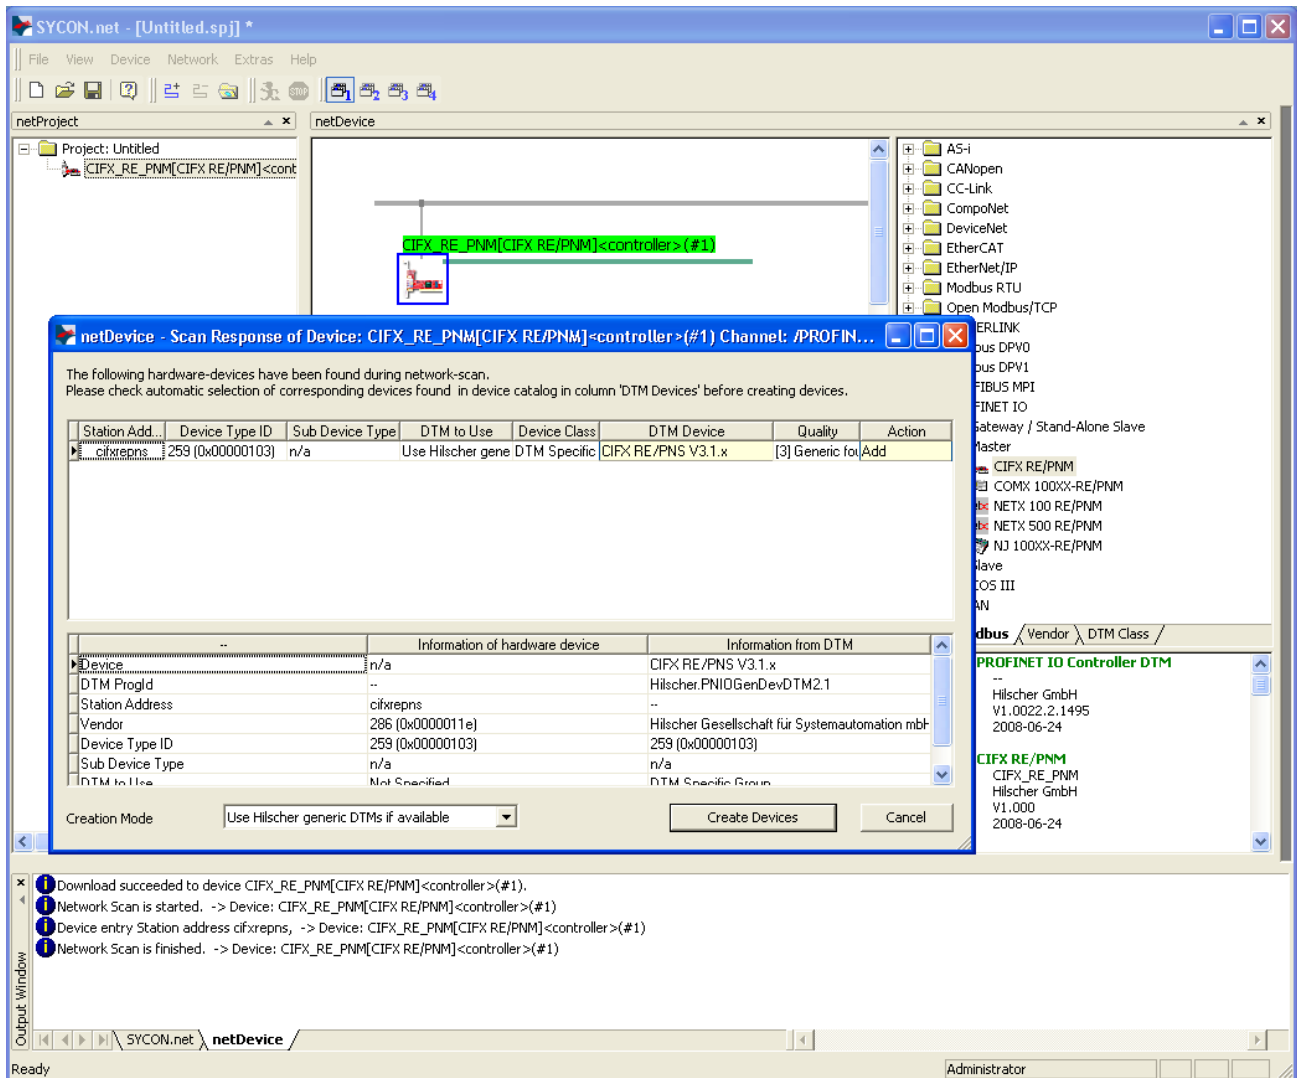 SYCON.net - [Untitled.spj] *
File View Device Network Extras Help
netProject
netDevice
Project: Untitled
CIFX_RE_PNM[CIFX RE/PNM]<cont
CIFX_RE_PNM[CIFX RE/PNM]<controller>(#1)
AS-i
CANopen
CC-Link
CompoNet
DeviceNet
EtherCAT
EtherNet/IP
Modbus RTU
Open Modbus/TCP
ERLINK
bus DPV0
bus DPV1
FIBUS MPI
FINET IO
Gateway / Stand-Alone Slave
Master
CIFX RE/PNM
COMX 100XX-RE/PNM
NETX 100 RE/PNM
NETX 500 RE/PNM
NJ 100XX-RE/PNM
Slave
COS III
AN
dbus Vendor DTM Class
PROFINET IO Controller DTM
--
Hilscher GmbH
V1.0022.2.1495
2008-06-24
CIFX RE/PNM
CIFX_RE_PNM
Hilscher GmbH
V1.000
2008-06-24
netDevice - Scan Response of Device: CIFX_RE_PNM[CIFX RE/PNM]<controller>(#1) Channel: /PROFIN...
The following hardware-devices have been found during network-scan.
Please check automatic selection of corresponding devices found in device catalog in column 'DTM Devices' before creating devices.
Station Add... Device Type ID Sub Device Type DTM to Use Device Class DTM Device Quality Action
cifxrepns 259 (0x00000103) n/a Use Hilscher gene DTM Specific CIFX RE/PNS V3.1.x [3] Generic fou Add
-- Information of hardware device Information from DTM
Device n/a CIFX RE/PNS V3.1.x
DTM ProgId -- Hilscher.PNIOGenDevDTM2.1
Station Address cifxrepns --
Vendor 286 (0x0000011e) Hilscher Gesellschaft für Systemautomation mbH
Device Type ID 259 (0x00000103) 259 (0x00000103)
Sub Device Type n/a n/a
DTM to Use Not Specified DTM Specific Group
Creation Mode Use Hilscher generic DTMs if available Create Devices Cancel
Download succeeded to device CIFX_RE_PNM[CIFX RE/PNM]<controller>(#1).
Network Scan is started. -> Device: CIFX_RE_PNM[CIFX RE/PNM]<controller>(#1)
Device entry Station address cifxrepns, -> Device: CIFX_RE_PNM[CIFX RE/PNM]<controller>(#1)
Network Scan is finished. -> Device: CIFX_RE_PNM[CIFX RE/PNM]<controller>(#1)
Output Window
SYCON.net netDevice
Ready
Administrator